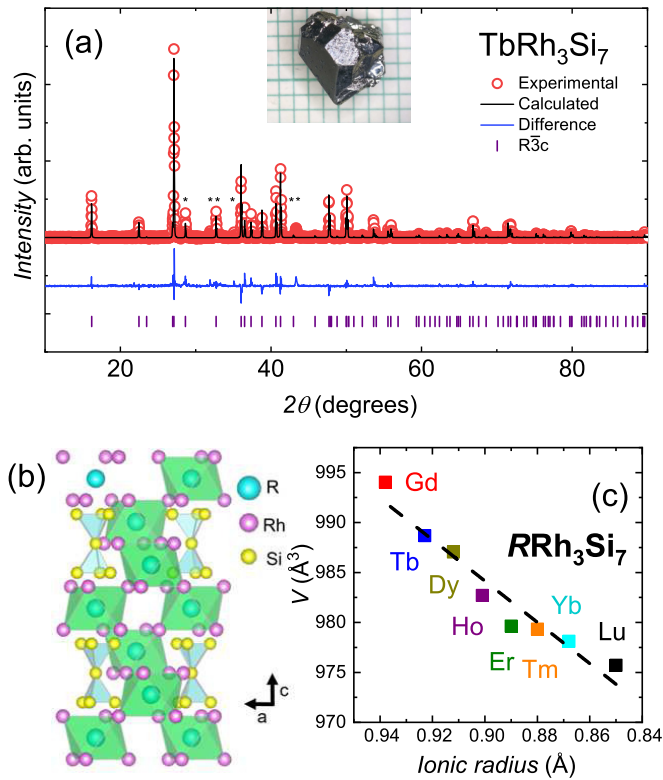 (a)
TbRh₃Si₇
Experimental
Calculated
Difference
R3̅c
* ** * **
Intensity (arb. units)
20 40 60 80
2θ (degrees)
(b)
R
Rh
Si
c
a
(c)
RRh₃Si₇
Gd
Tb
Dy
Ho
Er
Tm
Yb
Lu
V (Å³)
995
990
985
980
975
970
0.94 0.92 0.90 0.88 0.86 0.84
Ionic radius (Å)